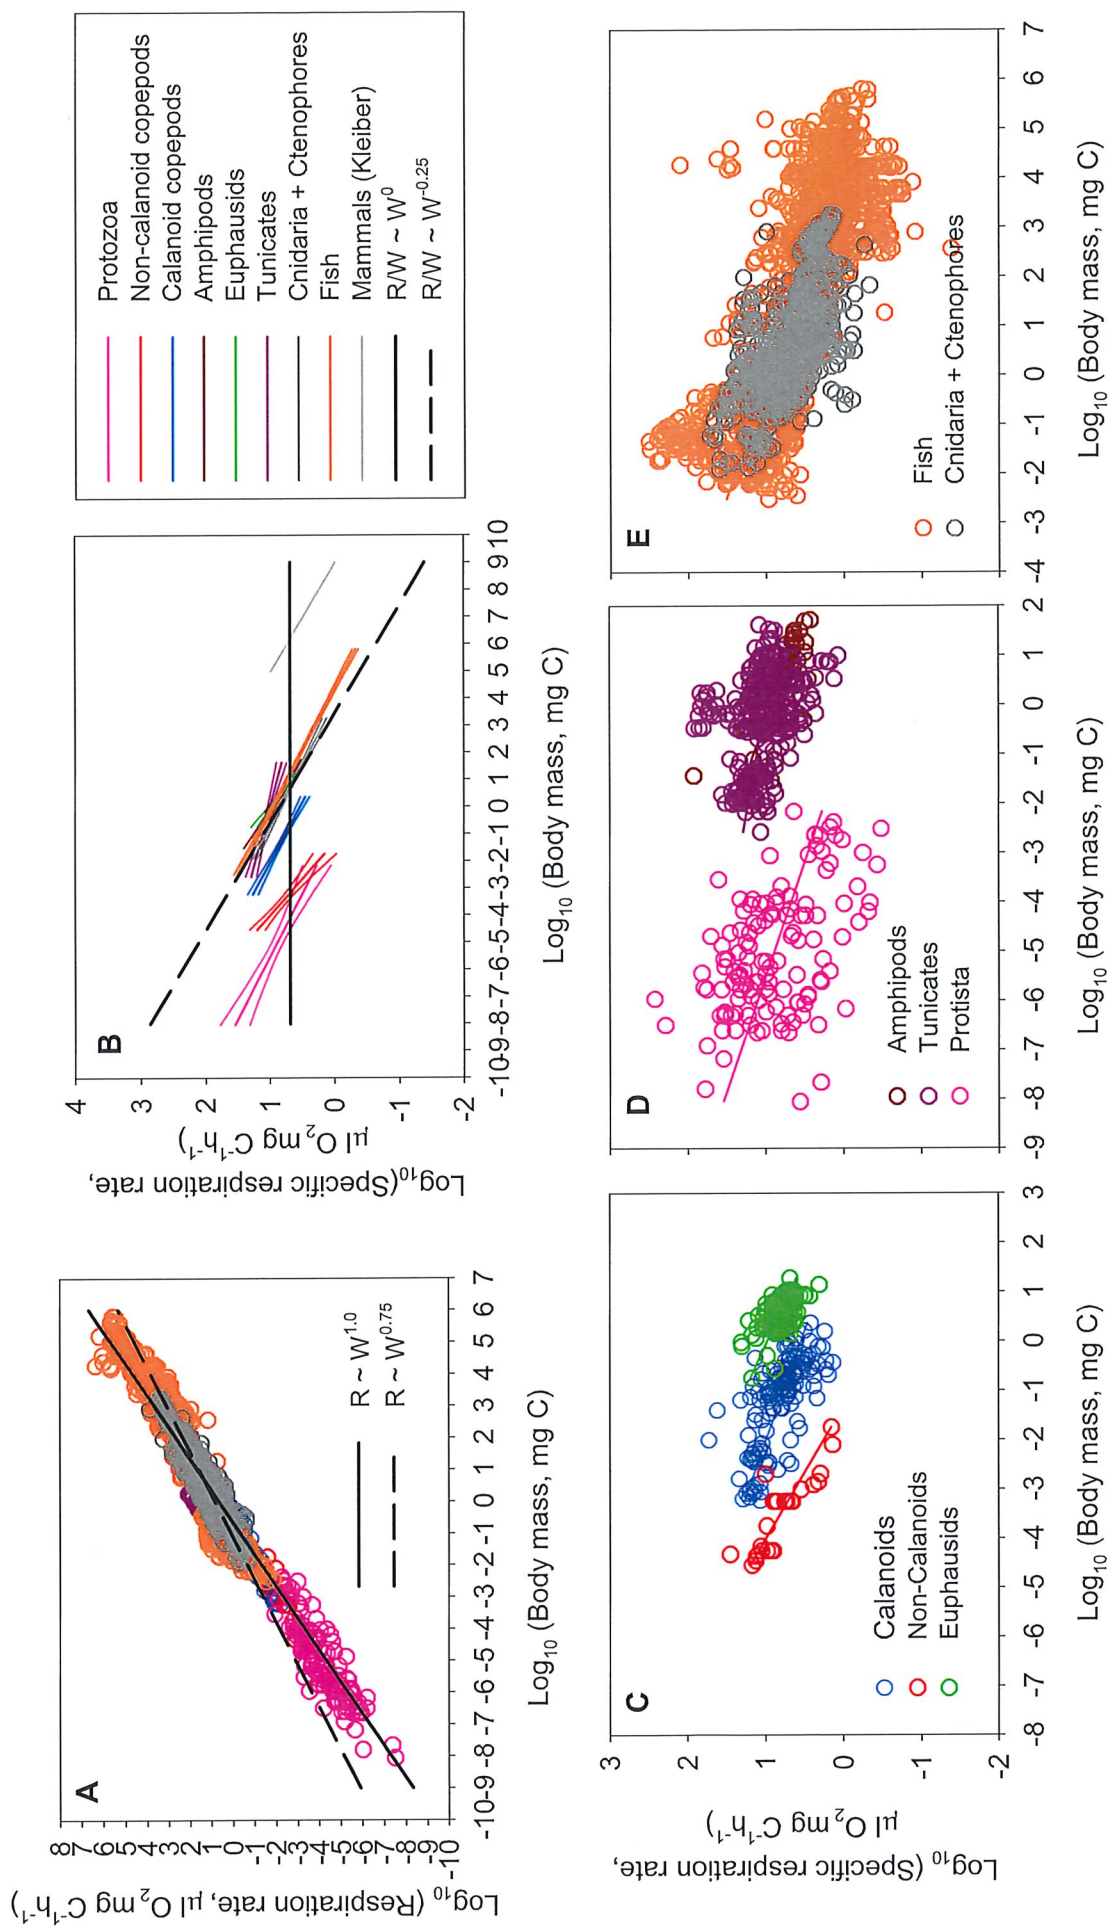 A
8
7
6
5
4
3
2
1
0
-1
-2
-3
-4
-5
-6
-7
-8
-9
-10
Log₁₀ (Respiration rate, µl O₂ mg C⁻¹h⁻¹)
R ~ W¹·⁰
R ~ W⁰·⁷⁵
-10-9-8-7-6-5-4-3-2-1 0 1 2 3 4 5 6 7
Log₁₀ (Body mass, mg C)
B
4
3
2
1
0
-1
-2
Log₁₀(Specific respiration rate,
µl O₂ mg C⁻¹h⁻¹)
-10-9-8-7-6-5-4-3-2-1 0 1 2 3 4 5 6 7 8 9 10
Log₁₀ (Body mass, mg C)
Protozoa
Non-calanoid copepods
Calanoid copepods
Amphipods
Euphausids
Tunicates
Cnidaria + Ctenophores
Fish
Mammals (Kleiber)
R/W ~ W⁰
R/W ~ W⁻⁰·²⁵
C
3
2
1
0
-1
-2
Log₁₀ (Specific respiration rate,
µl O₂ mg C⁻¹h⁻¹)
Calanoids
Non-Calanoids
Euphausids
-8 -7 -6 -5 -4 -3 -2 -1 0 1 2 3
Log₁₀ (Body mass, mg C)
D
Amphipods
Tunicates
Protista
-9 -8 -7 -6 -5 -4 -3 -2 -1 0 1 2
Log₁₀ (Body mass, mg C)
E
Fish
Cnidaria + Ctenophores
-4 -3 -2 -1 0 1 2 3 4 5 6 7
Log₁₀ (Body mass, mg C)